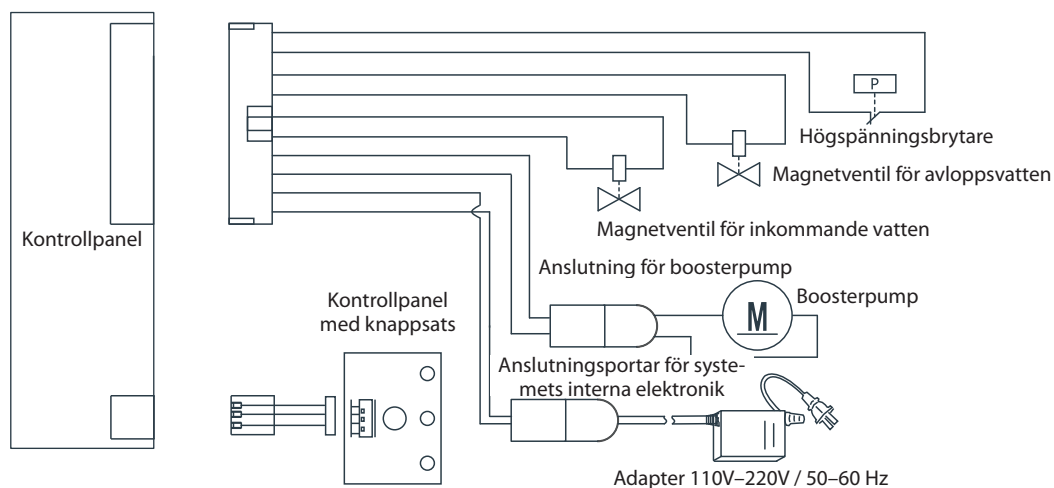 P
Högspänningsbrytare
Magnetventil för avloppsvatten
Magnetventil för inkommande vatten
Kontrollpanel
Anslutning för boosterpump
Boosterpump
M
Kontrollpanel
med knappsats
Anslutningsportar för syste-
mets interna elektronik
Adapter 110V–220V / 50–60 Hz